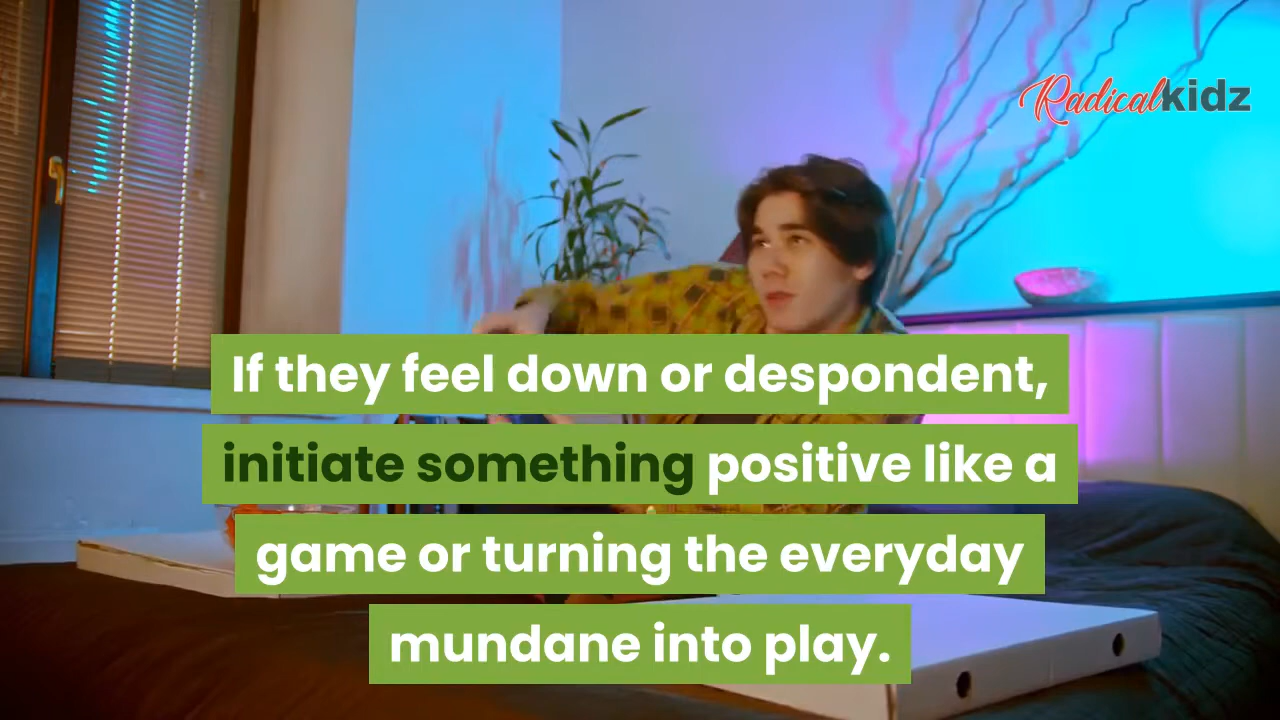 Radicalkidz
If they feel down or despondent,
initiate something positive like a
game or turning the everyday
mundane into play.